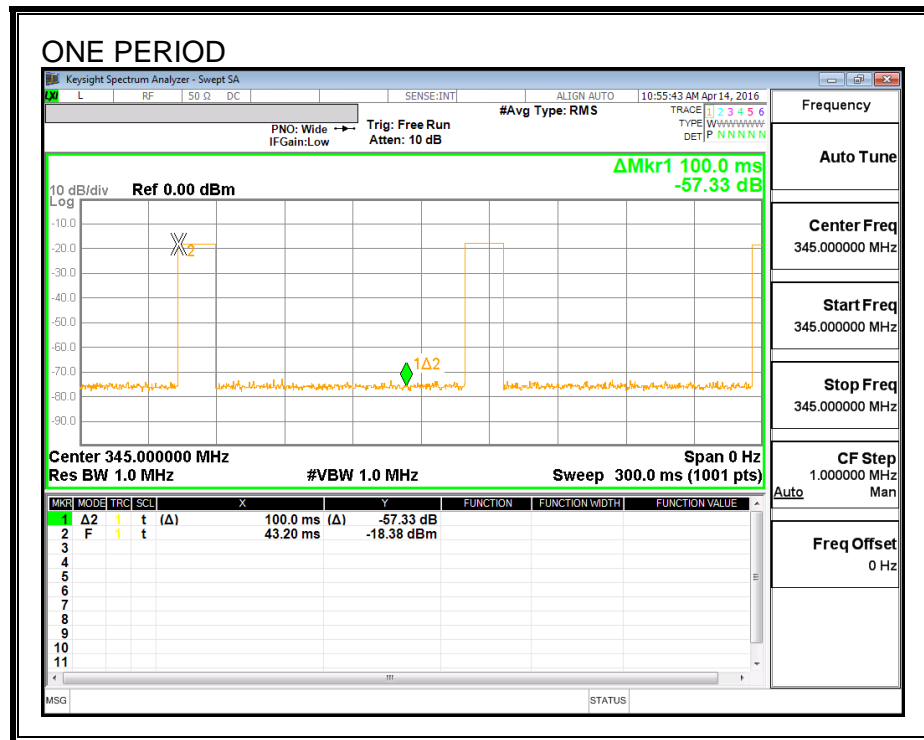 ONE PERIOD
Keysight Spectrum Analyzer - Swept SA
LXI L RF 50 Ω DC SENSE:INT ALIGN AUTO 10:55:43 AM Apr 14, 2016
#Avg Type: RMS
TRACE 1 2 3 4 5 6
TYPE WWWWWW
DET P N N N N N
PNO: Wide
IFGain:Low
Trig: Free Run
Atten: 10 dB
ΔMkr1 100.0 ms
-57.33 dB
10 dB/div Ref 0.00 dBm
Log
-10.0
-20.0
-30.0
-40.0
-50.0
-60.0
-70.0
-80.0
-90.0
2
1Δ2
Center 345.000000 MHz Span 0 Hz
Res BW 1.0 MHz #VBW 1.0 MHz Sweep 300.0 ms (1001 pts)
MKR MODE TRC SCL X Y FUNCTION FUNCTION WIDTH FUNCTION VALUE
1 Δ2 1 t (Δ) 100.0 ms (Δ) -57.33 dB
2 F 1 t 43.20 ms -18.38 dBm
3
4
5
6
7
8
9
10
11
MSG STATUS
Frequency
Auto Tune
Center Freq
345.000000 MHz
Start Freq
345.000000 MHz
Stop Freq
345.000000 MHz
CF Step
1.000000 MHz
Auto Man
Freq Offset
0 Hz